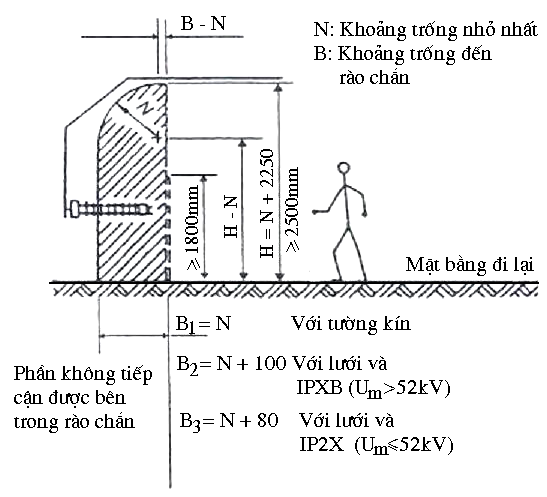 B - N
N: Khoảng trống nhỏ nhất
B: Khoảng trống đến
rào chắn
N
≥1800mm
H - N
H = N + 2250
≥2500mm
Mặt bằng đi lại
B1 = N Với tường kín
B2 = N + 100 Với lưới và
IPXB (Um>52kV)
B3 = N + 80 Với lưới và
IP2X (Um≤52kV)
Phần không tiếp
cận được bên
trong rào chắn